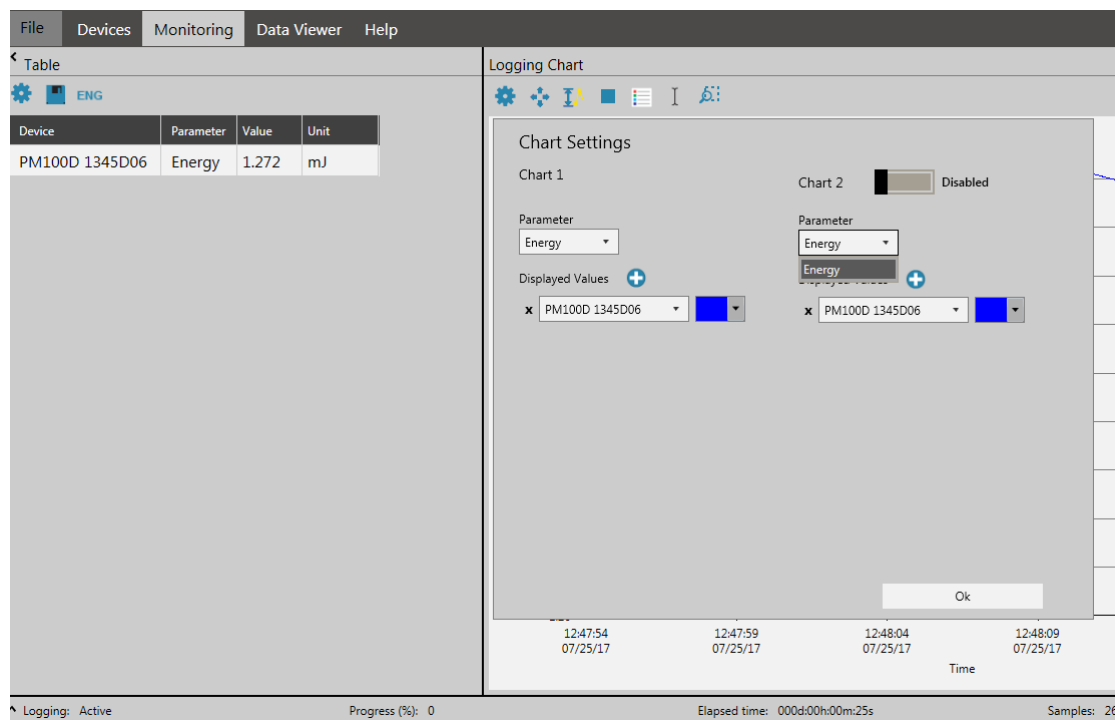 File Devices Monitoring Data Viewer Help
Table
ENG
Device Parameter Value Unit
PM100D 1345D06 Energy 1.272 mJ
Logging Chart
Chart Settings
Chart 1
Chart 2 Disabled
Parameter
Energy
Displayed Values
x PM100D 1345D06
Parameter
Energy
Energy
x PM100D 1345D06
Ok
12:47:54 12:47:59 12:48:04 12:48:09
07/25/17 07/25/17 07/25/17 07/25/17
Time
Logging: Active Progress (%): 0 Elapsed time: 000d:00h:00m:25s Samples: 26